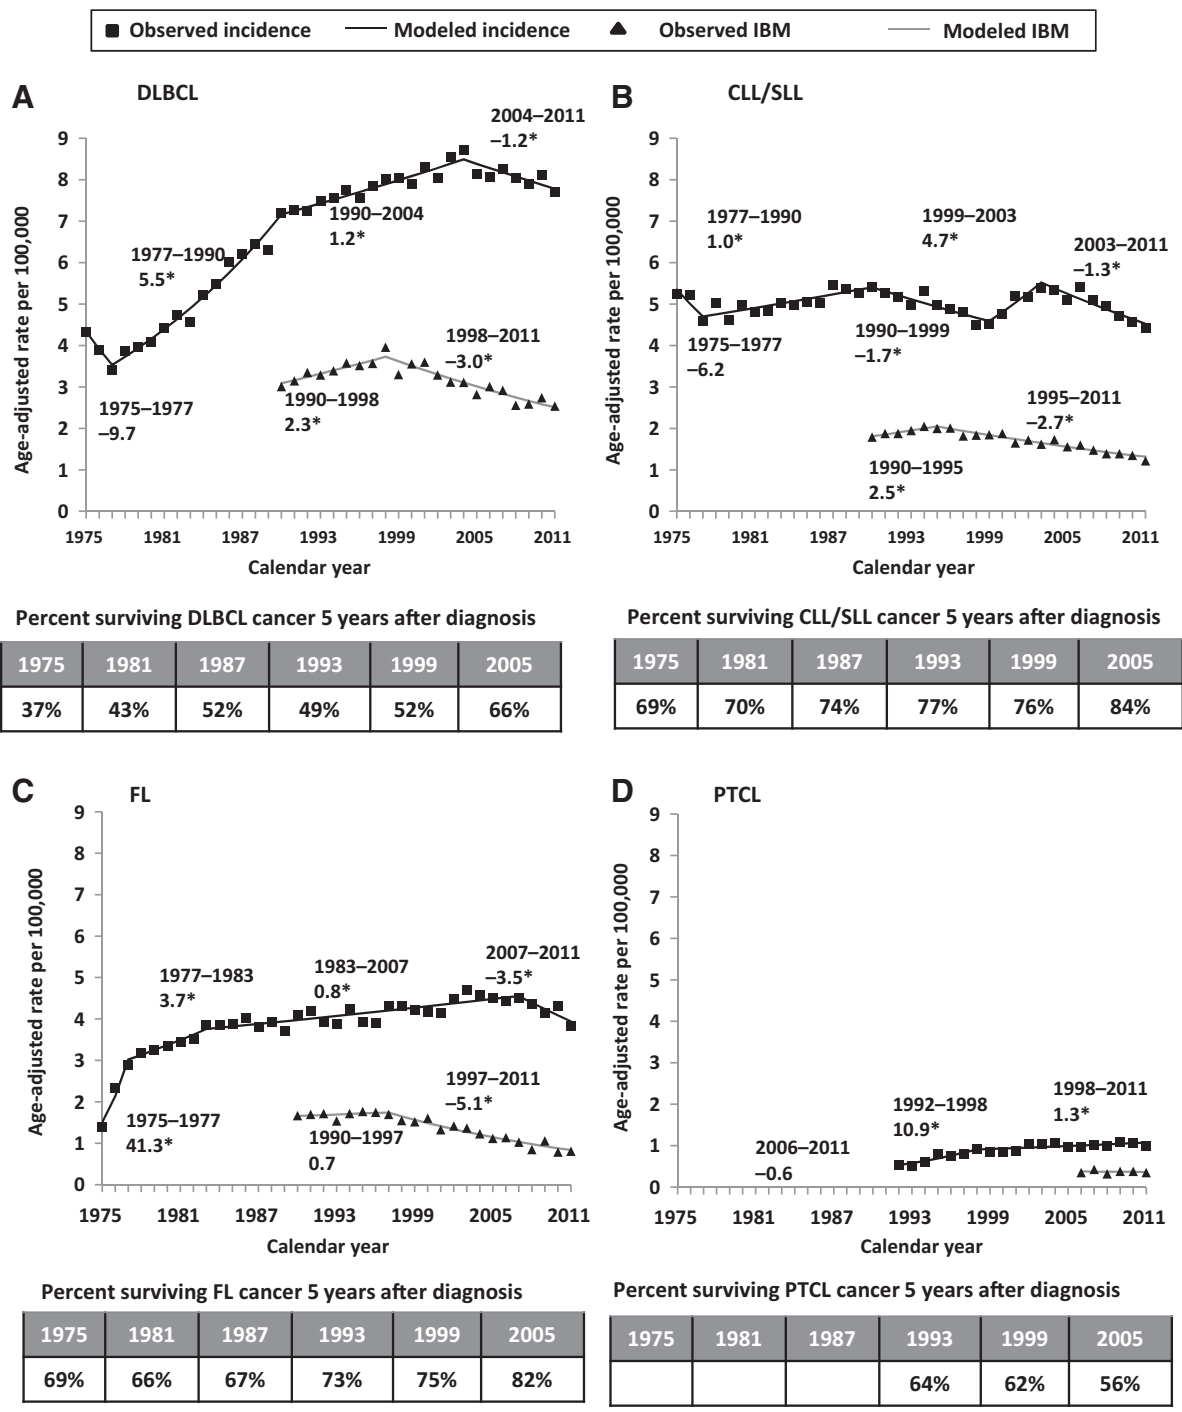 Observed incidence Modeled incidence Observed IBM Modeled IBM
A DLBCL
Age-adjusted rate per 100,000
9
8
7
6
5
4
3
2
1
0
2004–2011
–1.2*
1990–2004
1.2*
1977–1990
5.5*
1998–2011
–3.0*
1990–1998
2.3*
1975–1977
–9.7
1975 1981 1987 1993 1999 2005 2011
Calendar year
Percent surviving DLBCL cancer 5 years after diagnosis
1975 1981 1987 1993 1999 2005
37% 43% 52% 49% 52% 66%
B CLL/SLL
Age-adjusted rate per 100,000
9
8
7
6
5
4
3
2
1
0
1977–1990
1.0*
1999–2003
4.7*
2003–2011
–1.3*
1975–1977
–6.2
1990–1999
–1.7*
1995–2011
–2.7*
1990–1995
2.5*
1975 1981 1987 1993 1999 2005 2011
Calendar year
Percent surviving CLL/SLL cancer 5 years after diagnosis
1975 1981 1987 1993 1999 2005
69% 70% 74% 77% 76% 84%
C FL
Age-adjusted rate per 100,000
9
8
7
6
5
4
3
2
1
0
1977–1983
3.7*
1983–2007
0.8*
2007–2011
–3.5*
1975–1977
41.3*
1997–2011
–5.1*
1990–1997
0.7
1975 1981 1987 1993 1999 2005 2011
Calendar year
Percent surviving FL cancer 5 years after diagnosis
1975 1981 1987 1993 1999 2005
69% 66% 67% 73% 75% 82%
D PTCL
Age-adjusted rate per 100,000
9
8
7
6
5
4
3
2
1
0
1992–1998
10.9*
1998–2011
1.3*
2006–2011
–0.6
1975 1981 1987 1993 1999 2005 2011
Calendar year
Percent surviving PTCL cancer 5 years after diagnosis
1975 1981 1987 1993 1999 2005
64% 62% 56%